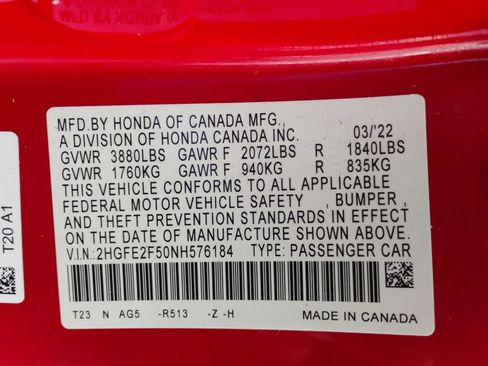 MFD.BY HONDA OF CANADA MFG.,
A DIVISION OF HONDA CANADA INC. 03/'22
GVWR 3880LBS GAWR F 2072LBS R 1840LBS
GVWR 1760KG GAWR F 940KG R 835KG
THIS VEHICLE CONFORMS TO ALL APPLICABLE
FEDERAL MOTOR VEHICLE SAFETY , BUMPER ,
AND THEFT PREVENTION STANDARDS IN EFFECT
ON THE DATE OF MANUFACTURE SHOWN ABOVE.
V.I.N:2HGFE2F50NH576184 TYPE: PASSENGER CAR
T23 N AG5 -R513 -Z -H
MADE IN CANADA
T20 A1